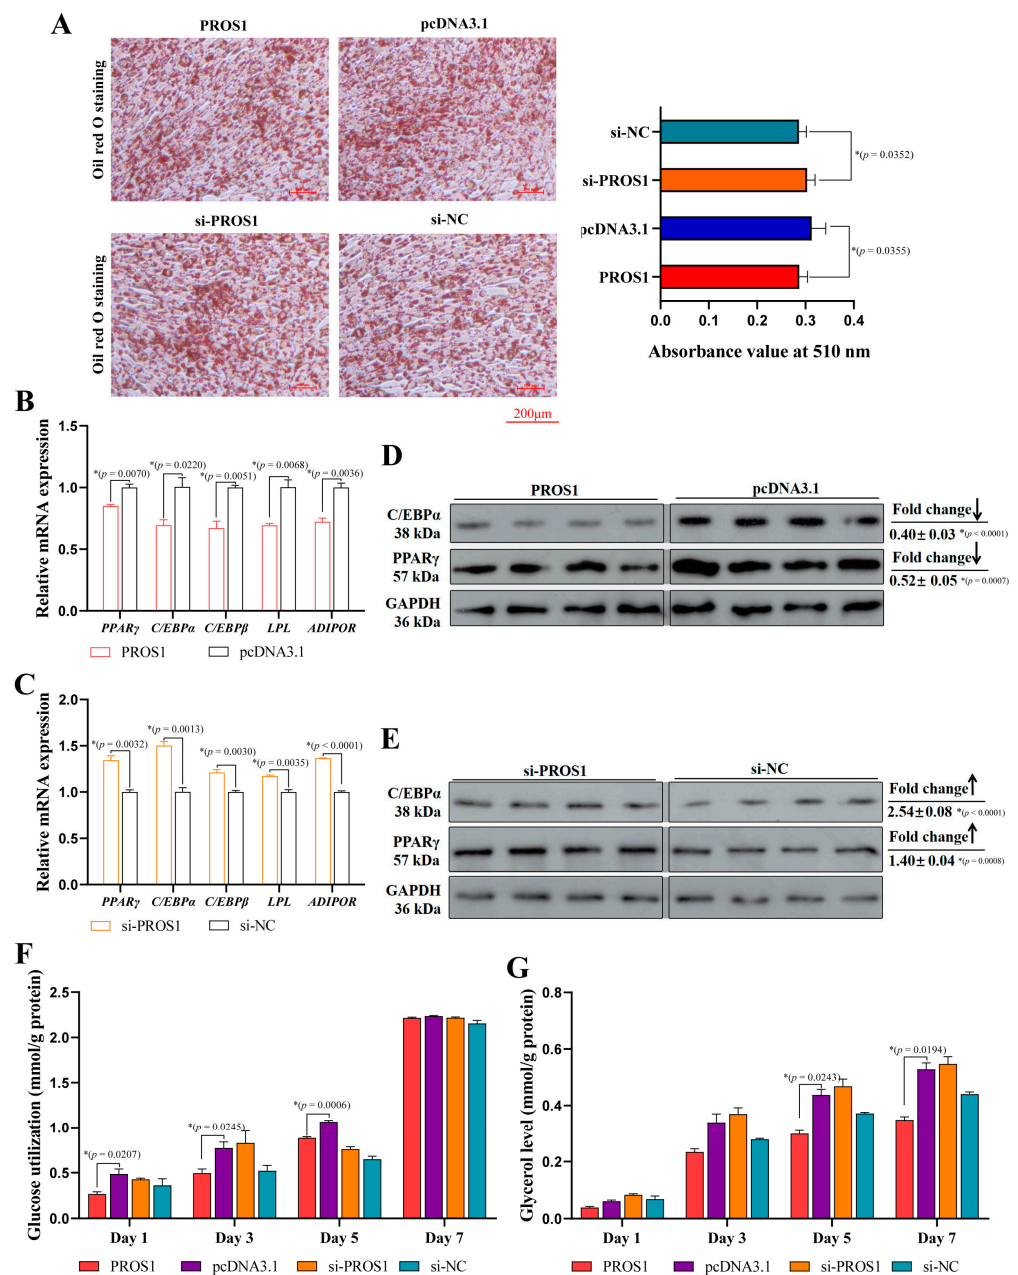 A
PROS1
pcDNA3.1
Oil red O staining
si-PROS1
si-NC
Oil red O staining
200μm
si-NC
si-PROS1
pcDNA3.1
PROS1
*(p = 0.0352)
*(p = 0.0355)
0.0 0.1 0.2 0.3 0.4
Absorbance value at 510 nm
B
Relative mRNA expression
1.5
1.0
0.5
0.0
*(p = 0.0070)
*(p = 0.0220)
*(p = 0.0051)
*(p = 0.0068)
*(p = 0.0036)
PPARγ C/EBPα C/EBPβ LPL ADIPOR
PROS1 pcDNA3.1
C
Relative mRNA expression
2.0
1.5
1.0
0.5
0.0
*(p = 0.0032)
*(p = 0.0013)
*(p = 0.0030)
*(p = 0.0035)
*(p < 0.0001)
PPARγ C/EBPα C/EBPβ LPL ADIPOR
si-PROS1 si-NC
D
PROS1 pcDNA3.1
C/EBPα
38 kDa
PPARγ
57 kDa
GAPDH
36 kDa
Fold change↓
0.40± 0.03 *(p < 0.0001)
Fold change↓
0.52± 0.05 *(p = 0.0007)
E
si-PROS1 si-NC
C/EBPα
38 kDa
PPARγ
57 kDa
GAPDH
36 kDa
Fold change↑
2.54±0.08 *(p < 0.0001)
Fold change↑
1.40±0.04 *(p = 0.0008)
F
Glucose utilization (mmol/g protein)
2.5
2.0
1.5
1.0
0.5
0.0
*(p = 0.0207)
*(p = 0.0245)
*(p = 0.0006)
Day 1 Day 3 Day 5 Day 7
PROS1 pcDNA3.1 si-PROS1 si-NC
G
Glycerol level (mmol/g protein)
0.8
0.6
0.4
0.2
0.0
*(p = 0.0243)
*(p = 0.0194)
Day 1 Day 3 Day 5 Day 7
PROS1 pcDNA3.1 si-PROS1 si-NC